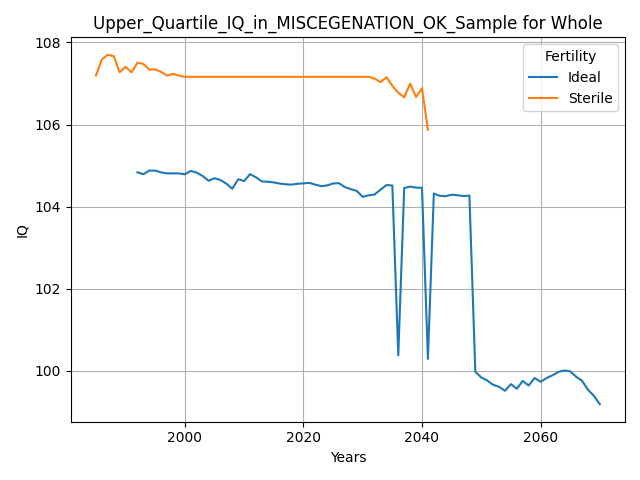 Upper_Quartile_IQ_in_MISCEGENATION_OK_Sample for Whole
108
106
104
102
100
IQ
Fertility
Ideal
Sterile
2000
2020
2040
2060
Years